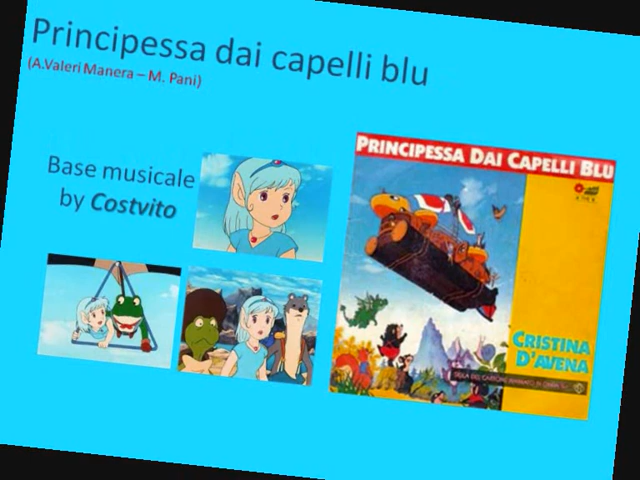 Principessa dai capelli blu
(A.Valeri Manera – M. Pani)
Base musicale
by Costvito
PRINCIPESSA DAI CAPELLI BLU
CRISTINA
D'AVENA